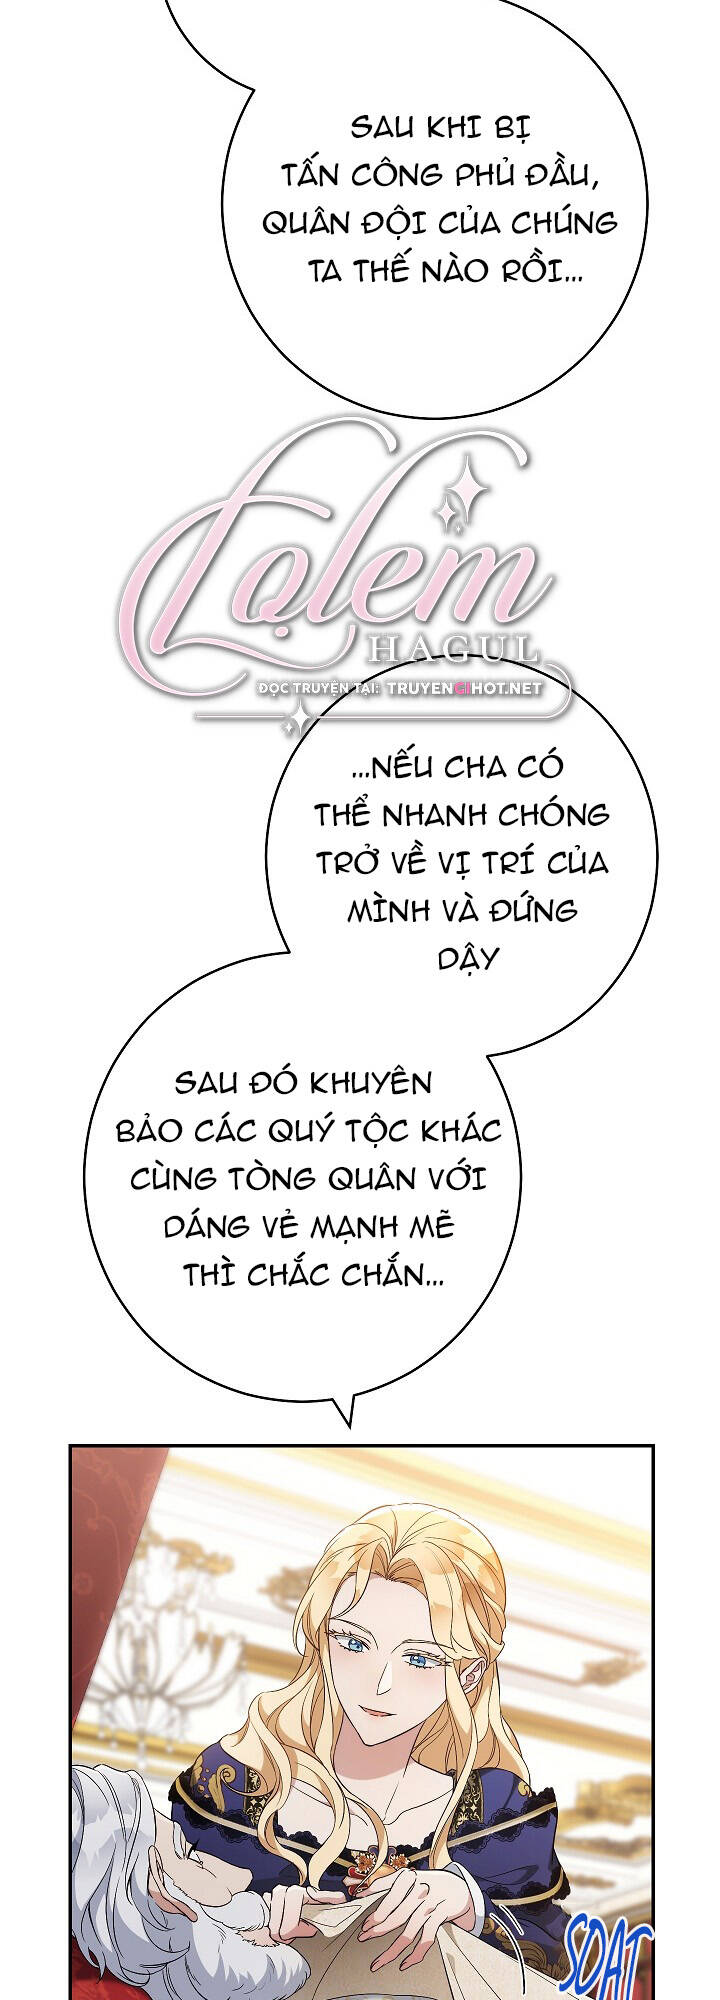 SAU KHI BỊ
TẤN CÔNG PHỦ ĐẦU,
QUÂN ĐỘI CỦA CHÚNG
TA THẾ NÀO RỒI...
Lọlem
HAGUL
ĐỌC TRUYỆN TẠI: TRUYENGIHOT.NET
...NẾU CHA CÓ
THỂ NHANH CHÓNG
TRỞ VỀ VỊ TRÍ CỦA
MÌNH VÀ ĐỨNG
DẬY
SAU ĐÓ KHUYÊN
BẢO CÁC QUÝ TỘC KHÁC
CÙNG TÒNG QUÂN VỚI
DÁNG VẺ MẠNH MẼ
THÌ CHẮC CHẮN...
SOẠT